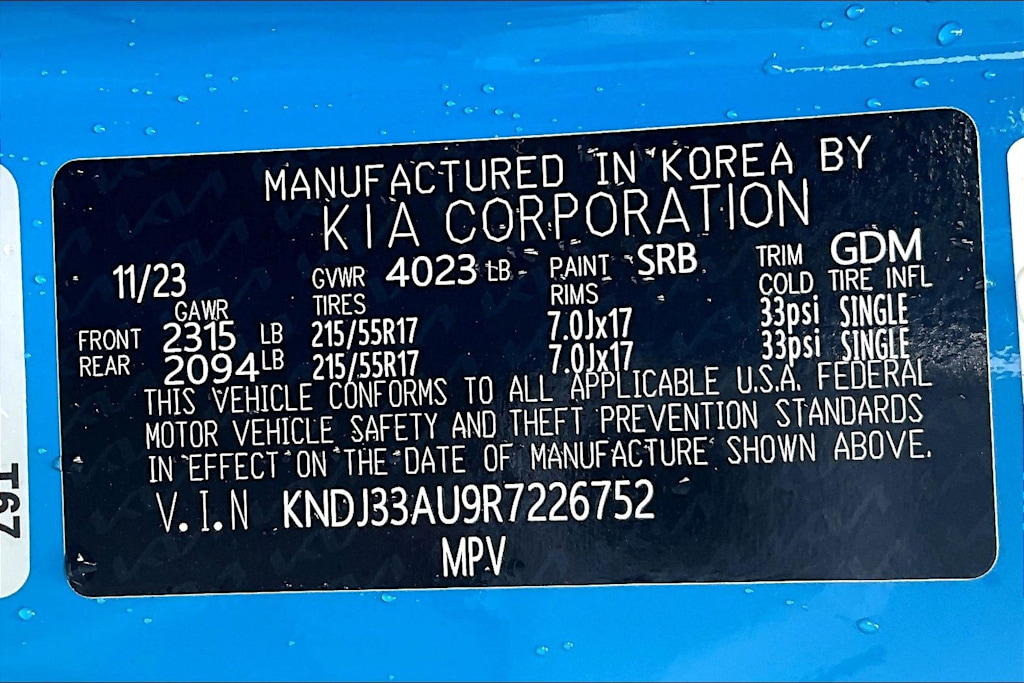 MANUFACTURED IN KOREA BY
KIA CORPORATION
11/23 GVWR 4023 LB PAINT SRB TRIM GDM
GAWR TIRES RIMS COLD TIRE INFL
FRONT 2315 LB 215/55R17 7.0Jx17 33psi SINGLE
REAR 2094 LB 215/55R17 7.0Jx17 33psi SINGLE
THIS VEHICLE CONFORMS TO ALL APPLICABLE U.S.A. FEDERAL
MOTOR VEHICLE SAFETY AND THEFT PREVENTION STANDARDS
IN EFFECT ON THE DATE OF MANUFACTURE SHOWN ABOVE.
V.I.N KNDJ33AU9R7226752
MPV
T67